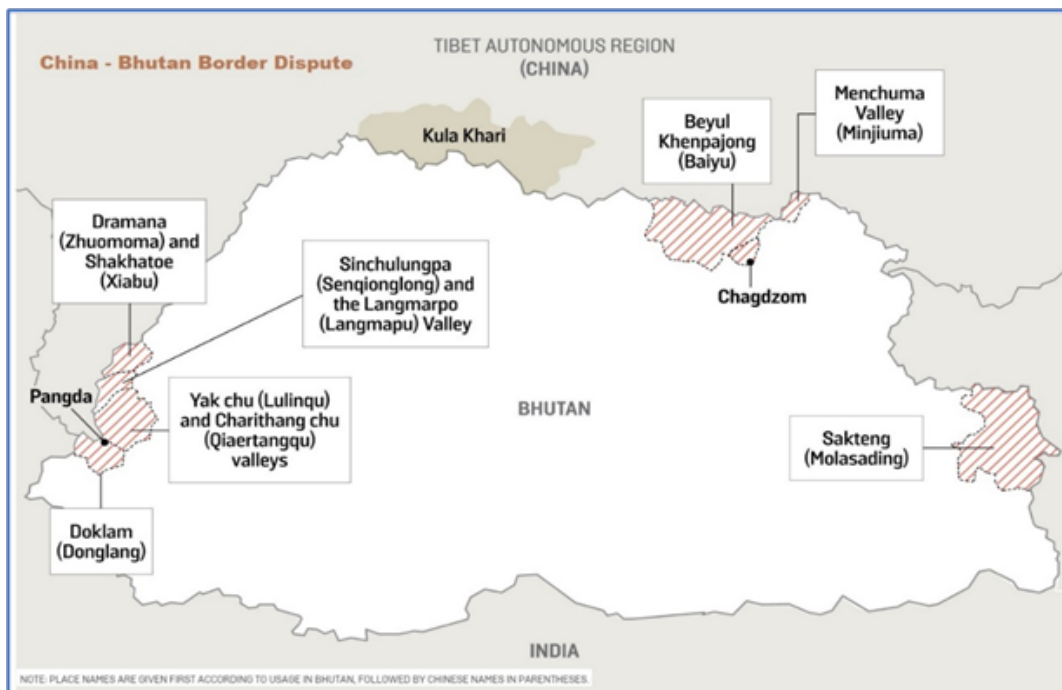 China - Bhutan Border Dispute
TIBET AUTONOMOUS REGION
(CHINA)
Kula Khari
Beyul
Khenpajong
(Baiyu)
Menchuma
Valley
(Minjiuma)
Dramana
(Zhuomoma) and
Shakhatoe
(Xiabu)
Sinchulungpa
(Senqionglong) and
the Langmarpo
(Langmapu) Valley
Chagdzom
Pangda
Yak chu (Lulinqu)
and Charithang chu
(Qiaertangqu)
valleys
BHUTAN
Sakteng
(Molasading)
Doklam
(Donglang)
INDIA
NOTE: PLACE NAMES ARE GIVEN FIRST ACCORDING TO USAGE IN BHUTAN, FOLLOWED BY CHINESE NAMES IN PARENTHESES.